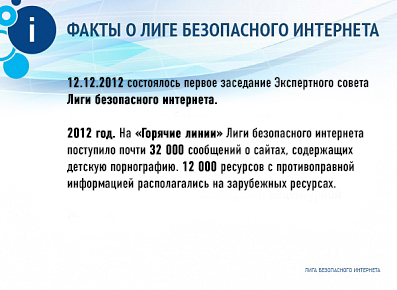 i
ФАКТЫ О ЛИГЕ БЕЗОПАСНОГО ИНТЕРНЕТА
12.12.2012 состоялось первое заседание Экспертного совета
Лиги безопасного интернета.
2012 год. На «Горячие линии» Лиги безопасного интернета
поступило почти 32 000 сообщений о сайтах, содержащих
детскую порнографию. 12 000 ресурсов с противоправной
информацией располагались на зарубежных ресурсах.
ЛИГА БЕЗОПАСНОГО ИНТЕРНЕТА